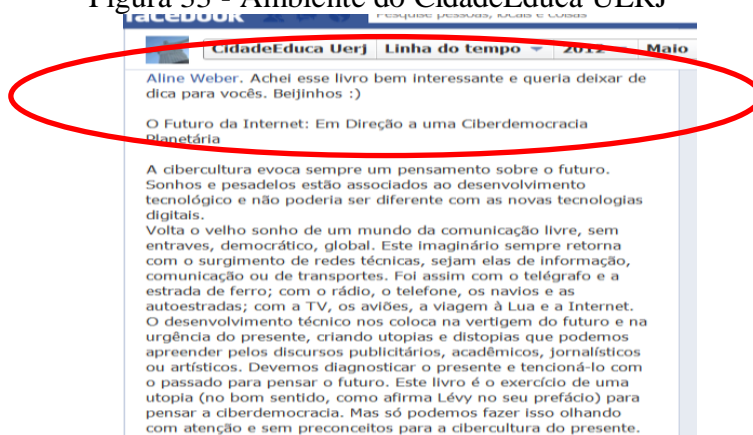 Figura 33 - Ambiente do CidadeEduca UERJ
facebook Pesquise pessoas, locais e coisas
CidadeEduca Uerj Linha do tempo 2012 Maio
Aline Weber. Achei esse livro bem interessante e queria deixar de
dica para vocês. Beijinhos :)
O Futuro da Internet: Em Direção a uma Ciberdemocracia
Planetária
A cibercultura evoca sempre um pensamento sobre o futuro.
Sonhos e pesadelos estão associados ao desenvolvimento
tecnológico e não poderia ser diferente com as novas tecnologias
digitais.
Volta o velho sonho de um mundo da comunicação livre, sem
entraves, democrático, global. Este imaginário sempre retorna
com o surgimento de redes técnicas, sejam elas de informação,
comunicação ou de transportes. Foi assim com o telégrafo e a
estrada de ferro; com o rádio, o telefone, os navios e as
autoestradas; com a TV, os aviões, a viagem à Lua e a Internet.
O desenvolvimento técnico nos coloca na vertigem do futuro e na
urgência do presente, criando utopias e distopias que podemos
apreender pelos discursos publicitários, acadêmicos, jornalísticos
ou artísticos. Devemos diagnosticar o presente e tencioná-lo com
o passado para pensar o futuro. Este livro é o exercício de uma
utopia (no bom sentido, como afirma Lévy no seu prefácio) para
pensar a ciberdemocracia. Mas só podemos fazer isso olhando
com atenção e sem preconceitos para a cibercultura do presente.